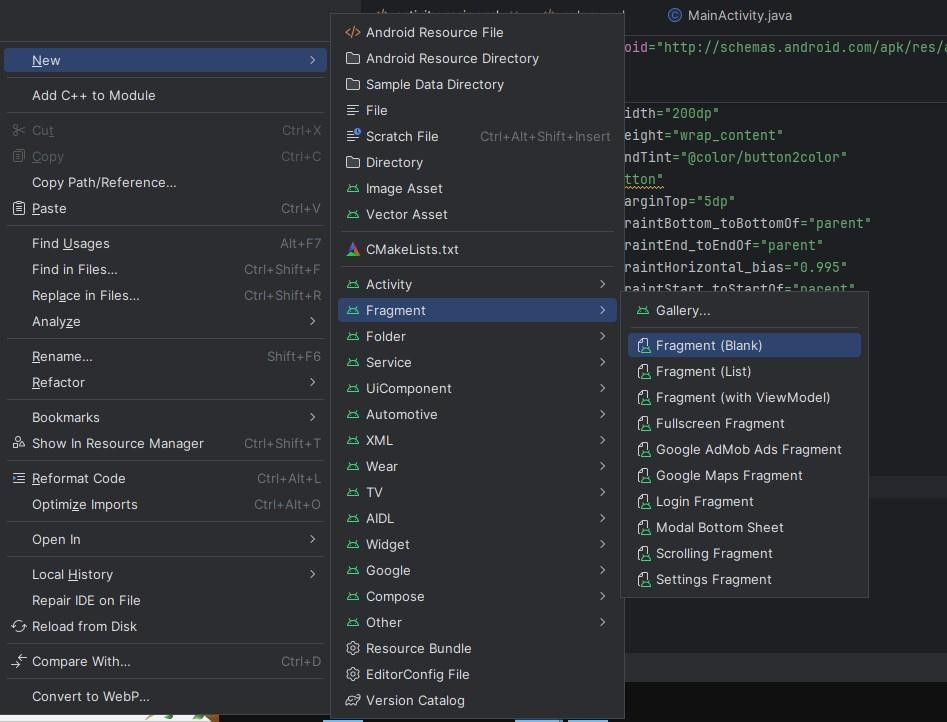 New
Add C++ to Module
Cut Ctrl+X
Copy Ctrl+C
Copy Path/Reference...
Paste Ctrl+V
Find Usages Alt+F7
Find in Files... Ctrl+Shift+F
Replace in Files... Ctrl+Shift+R
Analyze
Rename... Shift+F6
Refactor
Bookmarks
Show In Resource Manager Ctrl+Shift+T
Reformat Code Ctrl+Alt+L
Optimize Imports Ctrl+Alt+O
Open In
Local History
Repair IDE on File
Reload from Disk
Compare With... Ctrl+D
Convert to WebP...
Android Resource File
Android Resource Directory
Sample Data Directory
File
Scratch File Ctrl+Alt+Shift+Insert
Directory
Image Asset
Vector Asset
CMakeLists.txt
Activity
Fragment
Folder
Service
UiComponent
Automotive
XML
Wear
TV
AIDL
Widget
Google
Compose
Other
Resource Bundle
EditorConfig File
Version Catalog
MainActivity.java
oid="http://schemas.android.com/apk/res/a
idth="200dp"
eight="wrap_content"
ndTint="@color/button2color"
tton"
arginTop="5dp"
raintBottom_toBottomOf="parent"
raintEnd_toEndOf="parent"
raintHorizontal_bias="0.995"
raintStart_toStartOf="parent"
Gallery...
Fragment (Blank)
Fragment (List)
Fragment (with ViewModel)
Fullscreen Fragment
Google AdMob Ads Fragment
Google Maps Fragment
Login Fragment
Modal Bottom Sheet
Scrolling Fragment
Settings Fragment